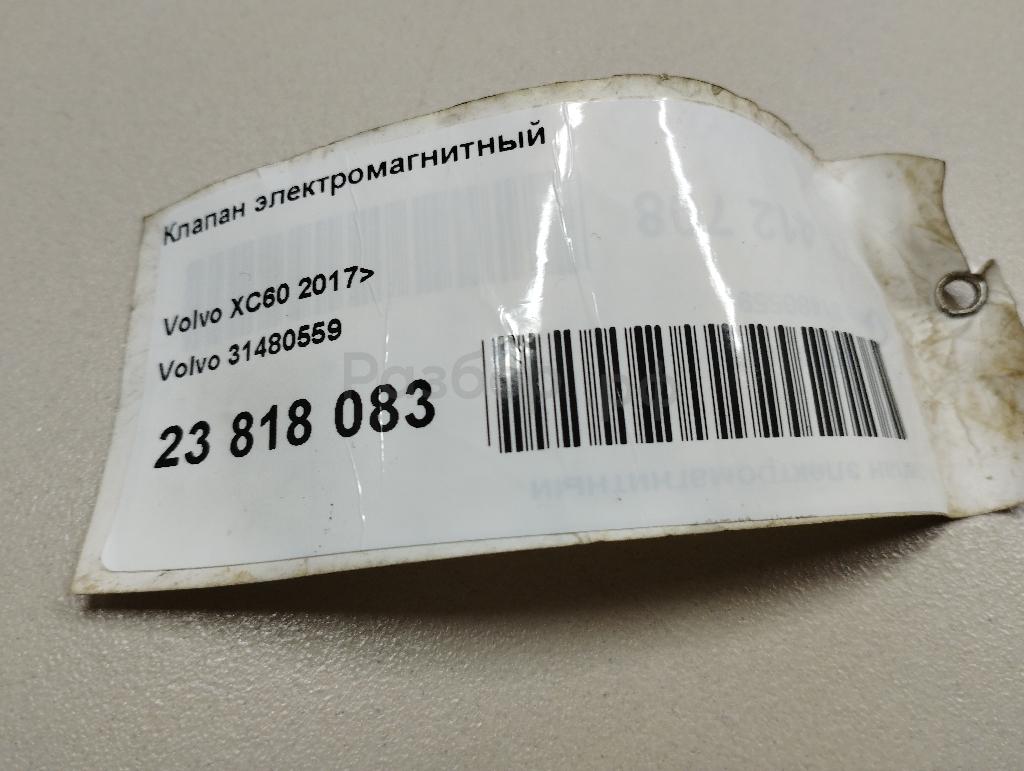 Клапан электромагнитный
Volvo XC60 2017>
Volvo 31480559
23 818 083